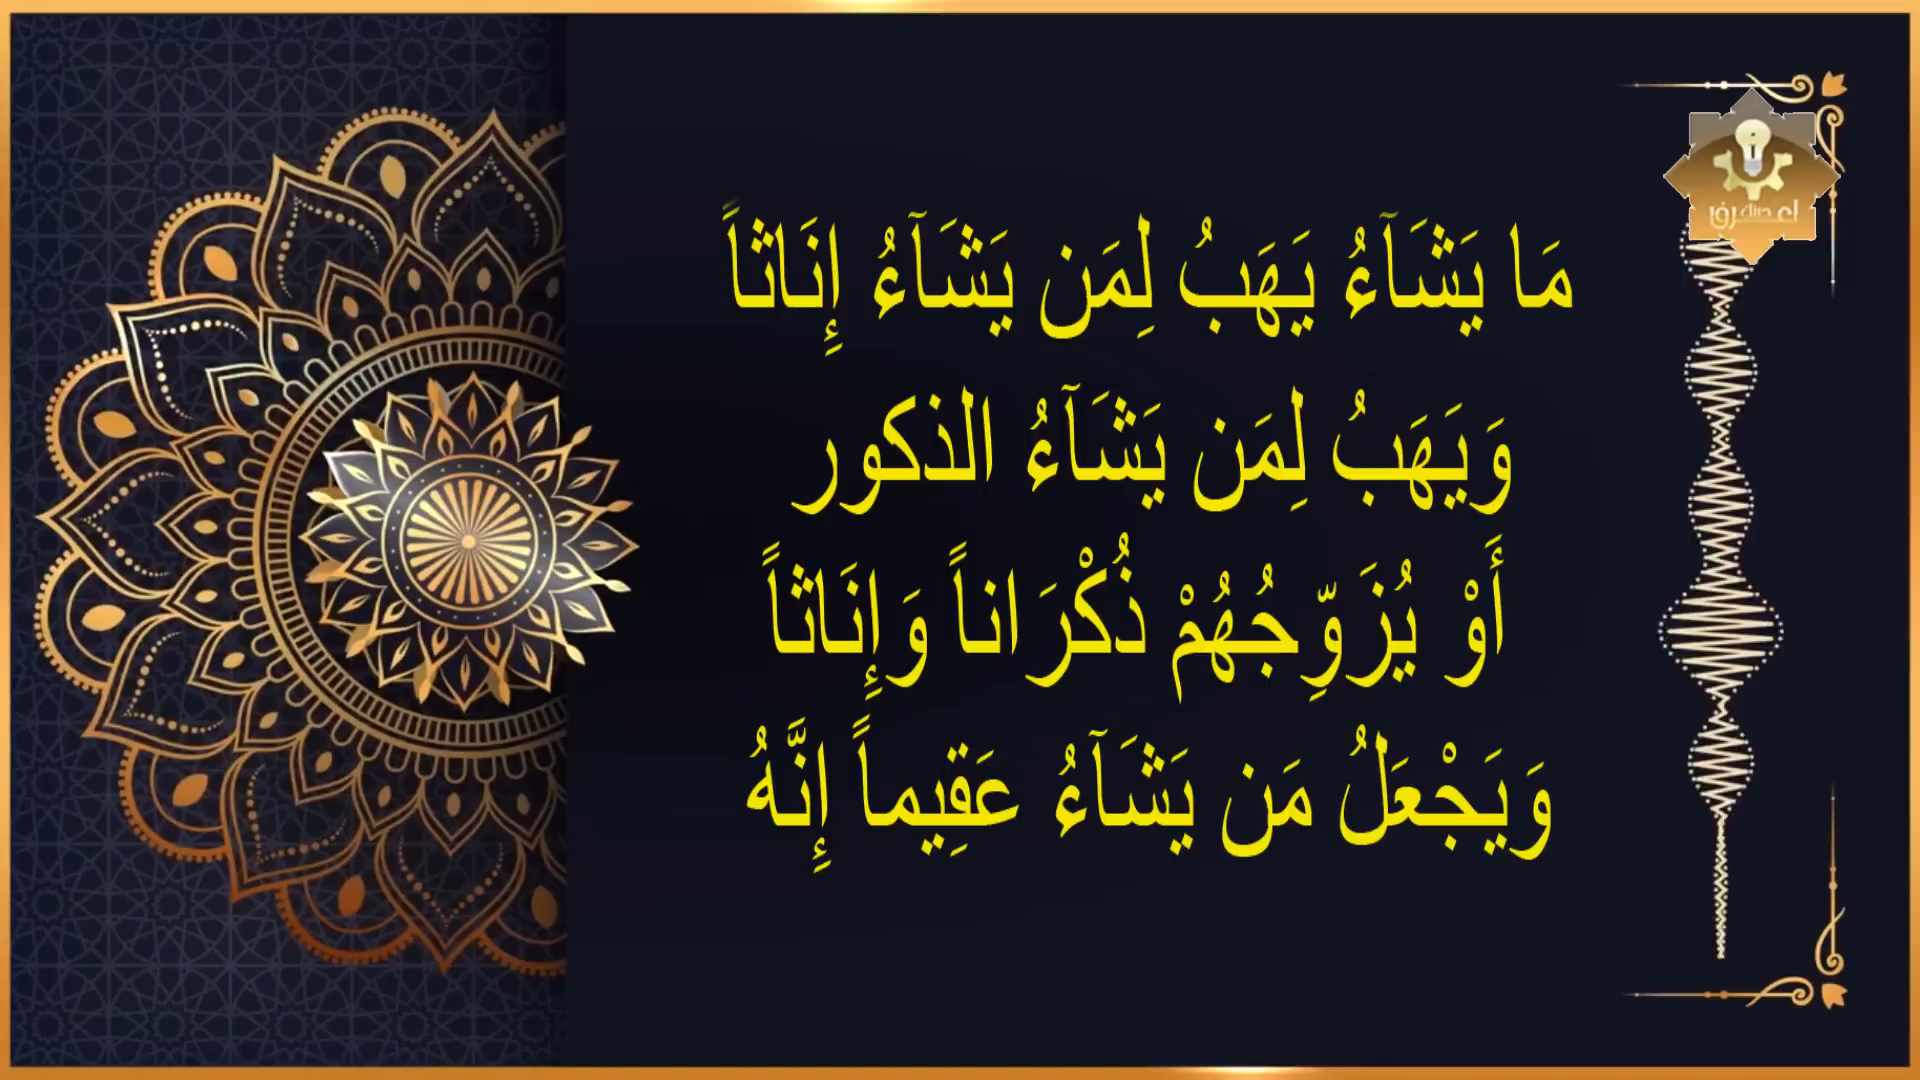 مَا يَشَآءُ يَهَبُ لِمَن يَشَآءُ إِنَاثاً
وَيَهَبُ لِمَن يَشَآءُ الذكور
أَوْ يُزَوِّجُهُمْ ذُكْرَاناً وَإِنَاثاً
وَيَجْعَلُ مَن يَشَآءُ عَقِيماً إِنَّهُ